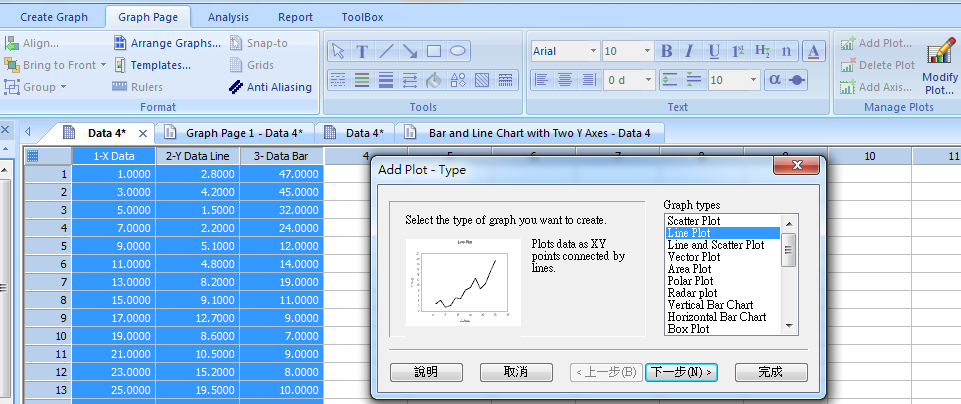 Create Graph Graph Page Analysis Report ToolBox
Align... Arrange Graphs... Snap-to
Bring to Front Templates... Grids
Group Rulers Anti Aliasing
Format
Tools
Arial 10 B I U 1st H2 n A
0 d 10 α
Text
Add Plot...
Delete Plot
Add Axis...
Modify
Plot...
Manage Plots
Data 4* Graph Page 1 - Data 4* Data 4* Bar and Line Chart with Two Y Axes - Data 4
1-X Data 2-Y Data Line 3- Data Bar 4 10 11
1 1.0000 2.8000 47.0000
2 3.0000 4.2000 45.0000
3 5.0000 1.5000 32.0000
4 7.0000 2.2000 24.0000
5 9.0000 5.1000 12.0000
6 11.0000 4.8000 14.0000
7 13.0000 8.2000 19.0000
8 15.0000 9.1000 11.0000
9 17.0000 12.7000 9.0000
10 19.0000 8.6000 7.0000
11 21.0000 10.5000 9.0000
12 23.0000 15.2000 8.0000
13 25.0000 19.5000 10.0000
Add Plot - Type
Select the type of graph you want to create.
Line Plot
Plots data as XY
points connected by
lines.
Graph types
Scatter Plot
Line Plot
Line and Scatter Plot
Vector Plot
Area Plot
Polar Plot
Radar plot
Vertical Bar Chart
Horizontal Bar Chart
Box Plot
說明 取消 <上一步(B) 下一步(N) > 完成